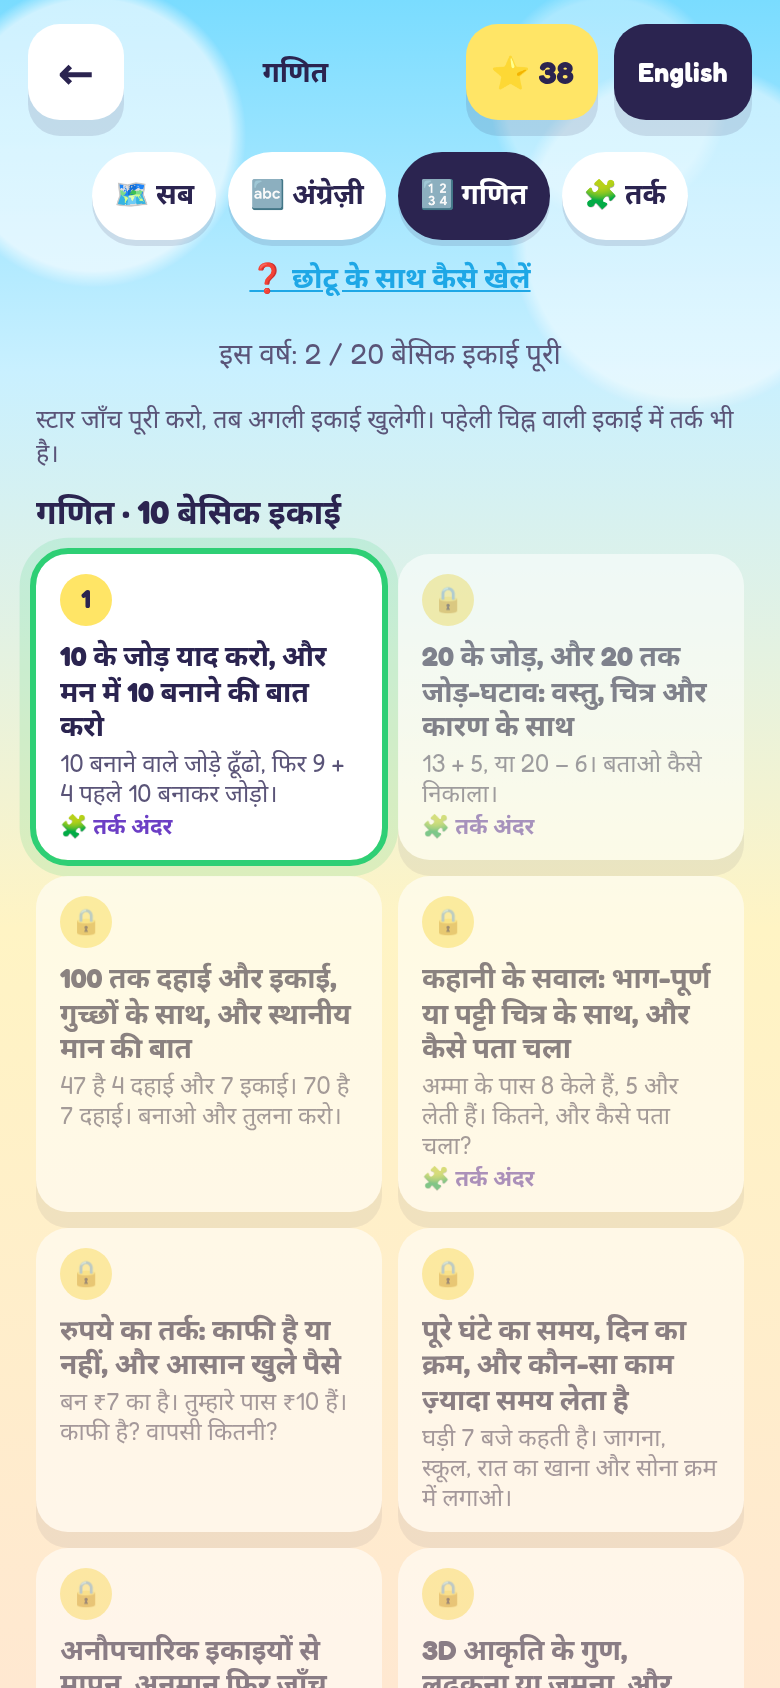 ←
गणित
⭐ 38
English
🗺️ सब
🔤 अंग्रेज़ी
🔢 गणित
🧩 तर्क
❓ छोटू के साथ कैसे खेलें
इस वर्ष: 2 / 20 बेसिक इकाई पूरी
स्टार जाँच पूरी करो, तब अगली इकाई खुलेगी। पहेली चिह्न वाली इकाई में तर्क भी
है।
गणित · 10 बेसिक इकाई
1
10 के जोड़ याद करो, और
मन में 10 बनाने की बात
करो
10 बनाने वाले जोड़े ढूँढो, फिर 9 +
4 पहले 10 बनाकर जोड़ो।
🧩 तर्क अंदर
🔒
20 के जोड़, और 20 तक
जोड़-घटाव: वस्तु, चित्र और
कारण के साथ
13 + 5, या 20 – 6। बताओ कैसे
निकाला।
🧩 तर्क अंदर
🔒
100 तक दहाई और इकाई,
गुच्छों के साथ, और स्थानीय
मान की बात
47 है 4 दहाई और 7 इकाई। 70 है
7 दहाई। बनाओ और तुलना करो।
🔒
कहानी के सवाल: भाग-पूर्ण
या पट्टी चित्र के साथ, और
कैसे पता चला
अम्मा के पास 8 केले हैं, 5 और
लेती हैं। कितने, और कैसे पता
चला?
🧩 तर्क अंदर
🔒
रुपये का तर्क: काफी है या
नहीं, और आसान खुले पैसे
बन ₹7 का है। तुम्हारे पास ₹10 हैं।
काफी है? वापसी कितनी?
🔒
पूरे घंटे का समय, दिन का
क्रम, और कौन-सा काम
ज़्यादा समय लेता है
घड़ी 7 बजे कहती है। जागना,
स्कूल, रात का खाना और सोना क्रम
में लगाओ।
🔒
अनौपचारिक इकाइयों से
मापन, अनुमान फिर जाँच
🔒
3D आकृति के गुण,
लुढ़कना या जमना, और